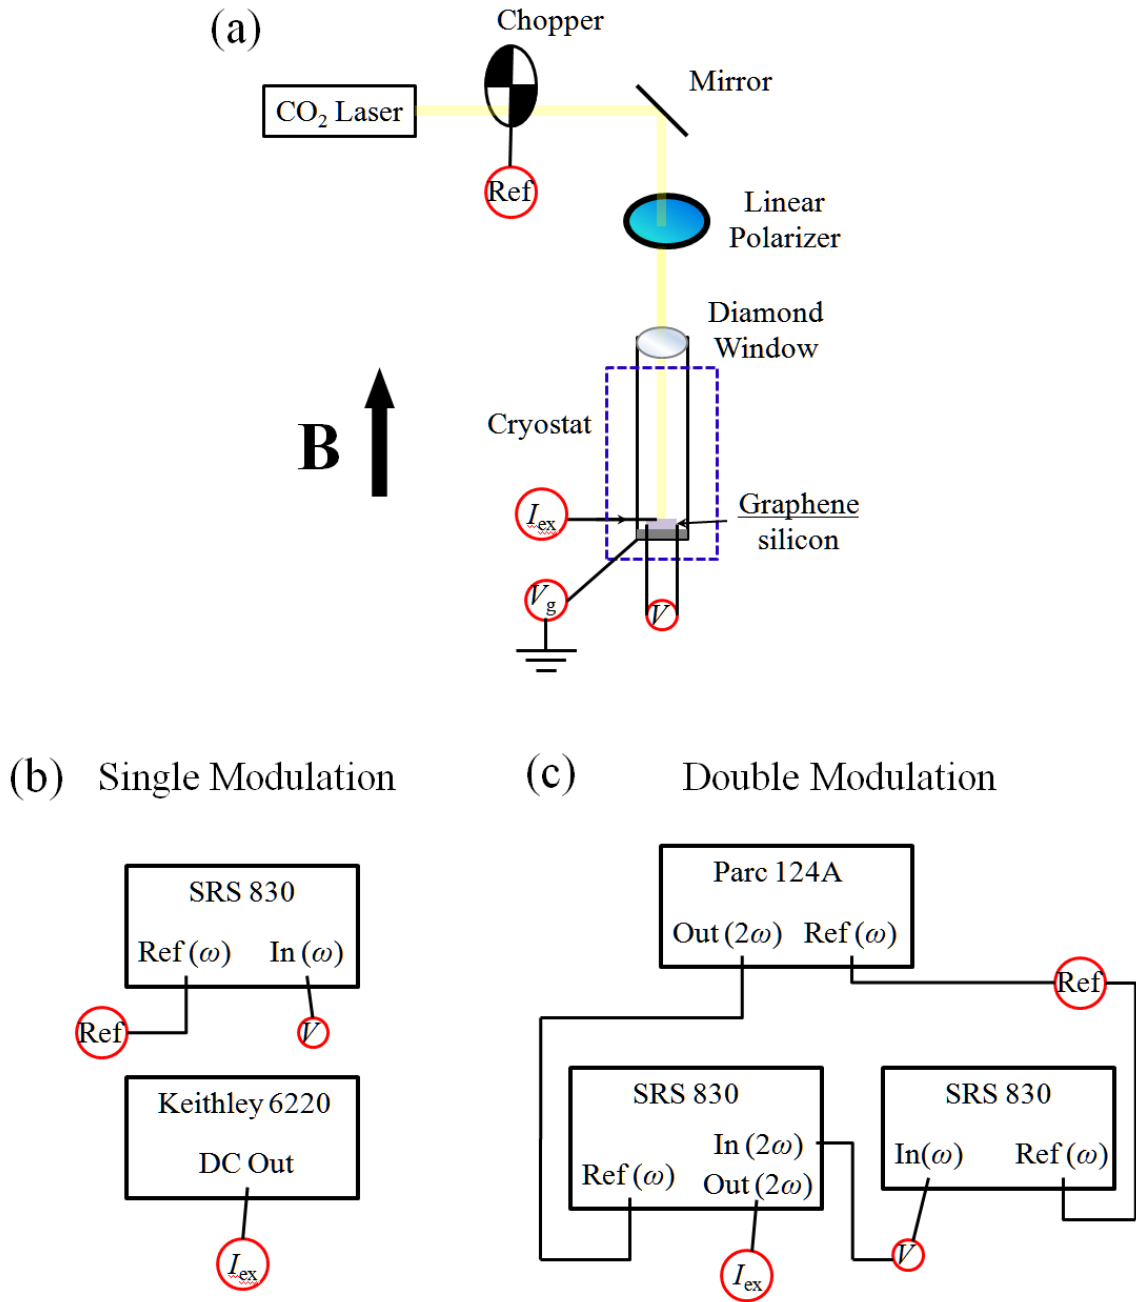 (a)
Chopper
Mirror
CO₂ Laser
Ref
Linear
Polarizer
Diamond
Window
B
Cryostat
Iex
Graphene
silicon
Vg
V
(b) Single Modulation
SRS 830
Ref (ω) In (ω)
Ref
V
Keithley 6220
DC Out
Iex
(c) Double Modulation
Parc 124A
Out (2ω) Ref (ω)
Ref
SRS 830
In (2ω)
Ref (ω)
Out (2ω)
Iex
SRS 830
In(ω) Ref (ω)
V